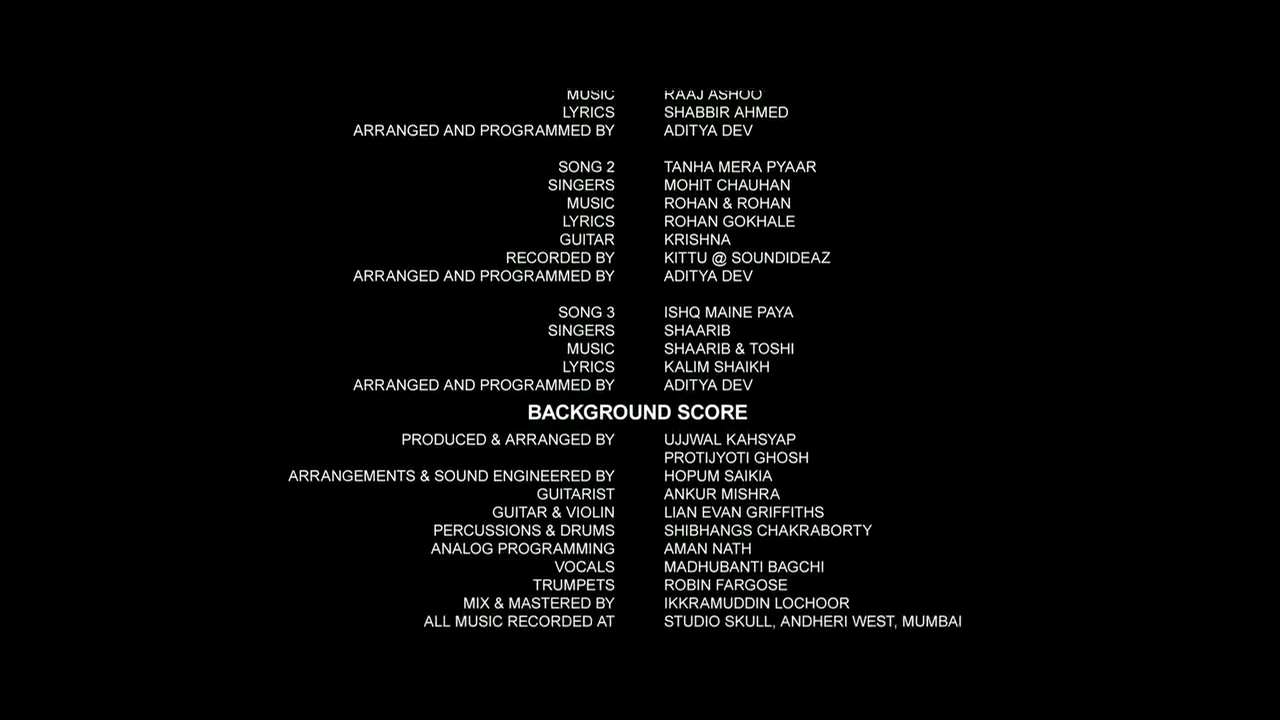 MUSIC RAAJ ASHOO
LYRICS SHABBIR AHMED
ARRANGED AND PROGRAMMED BY ADITYA DEV
SONG 2 TANHA MERA PYAAR
SINGERS MOHIT CHAUHAN
MUSIC ROHAN & ROHAN
LYRICS ROHAN GOKHALE
GUITAR KRISHNA
RECORDED BY KITTU @ SOUNDIDEAZ
ARRANGED AND PROGRAMMED BY ADITYA DEV
SONG 3 ISHQ MAINE PAYA
SINGERS SHAARIB
MUSIC SHAARIB & TOSHI
LYRICS KALIM SHAIKH
ARRANGED AND PROGRAMMED BY ADITYA DEV
BACKGROUND SCORE
PRODUCED & ARRANGED BY UJJWAL KAHSYAP
PROTIJYOTI GHOSH
ARRANGEMENTS & SOUND ENGINEERED BY HOPUM SAIKIA
GUITARIST ANKUR MISHRA
GUITAR & VIOLIN LIAN EVAN GRIFFITHS
PERCUSSIONS & DRUMS SHIBHANGS CHAKRABORTY
ANALOG PROGRAMMING AMAN NATH
VOCALS MADHUBANTI BAGCHI
TRUMPETS ROBIN FARGOSE
MIX & MASTERED BY IKKRAMUDDIN LOCHOOR
ALL MUSIC RECORDED AT STUDIO SKULL, ANDHERI WEST, MUMBAI